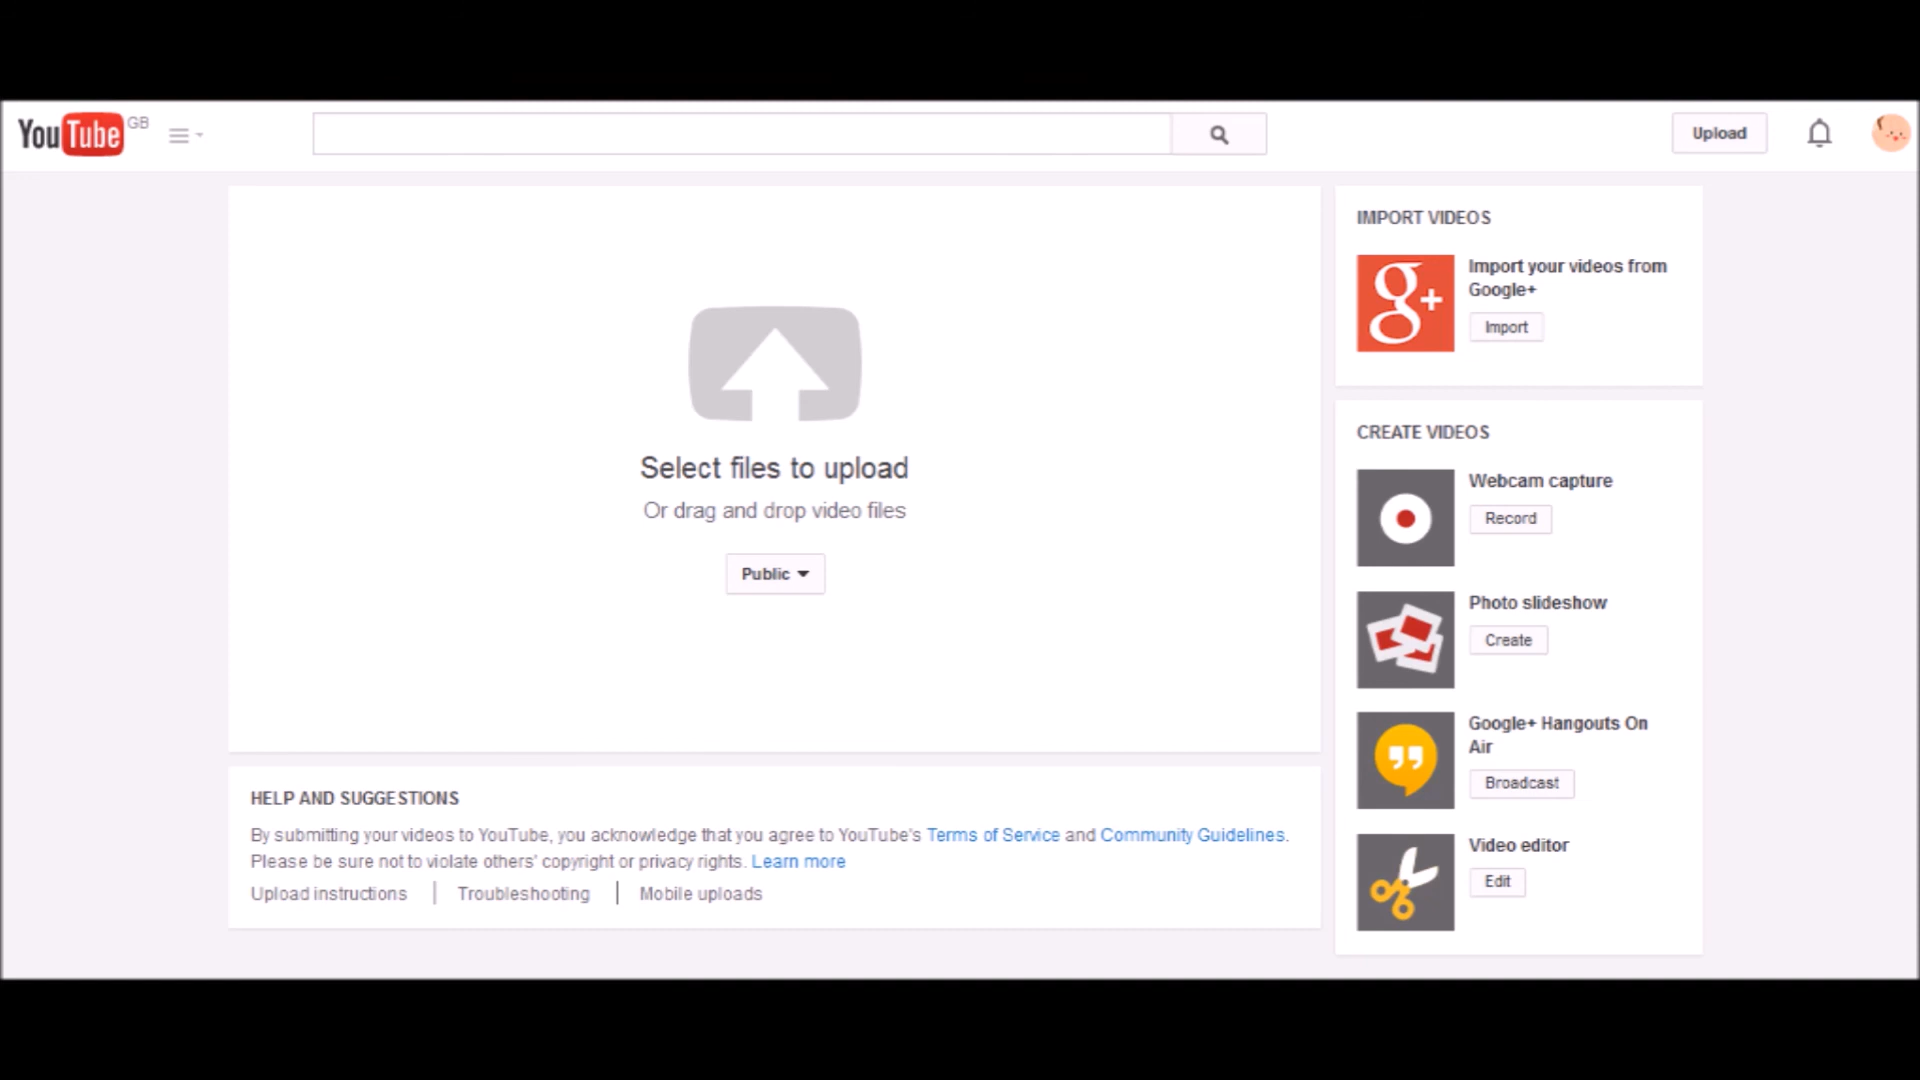 YouTube GB
Upload
Select files to upload
Or drag and drop video files
Public
HELP AND SUGGESTIONS
By submitting your videos to YouTube, you acknowledge that you agree to YouTube's Terms of Service and Community Guidelines.
Please be sure not to violate others' copyright or privacy rights. Learn more
Upload instructions | Troubleshooting | Mobile uploads
IMPORT VIDEOS
g+
Import your videos from
Google+
Import
CREATE VIDEOS
Webcam capture
Record
Photo slideshow
Create
Google+ Hangouts On
Air
Broadcast
Video editor
Edit